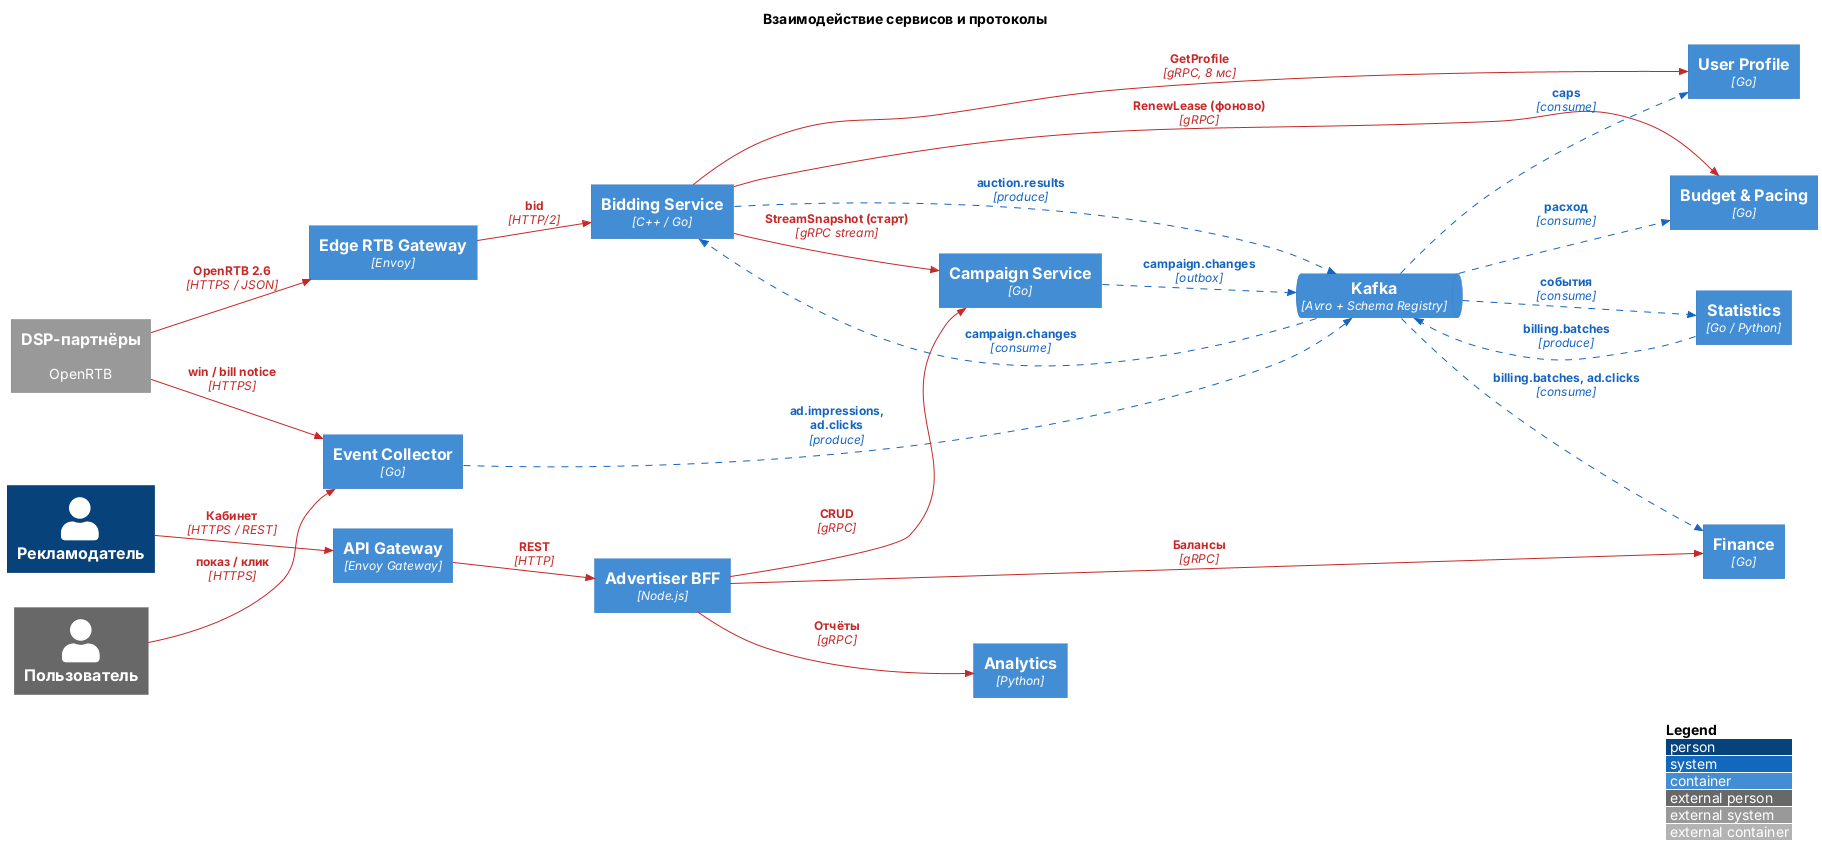 Взаимодействие сервисов и протоколы
GetProfile
[gRPC, 8 мс]
User Profile
[Go]
caps
[consume]
RenewLease (фоново)
[gRPC]
auction.results
[produce]
Bidding Service
[C++ / Go]
bid
[HTTP/2]
Budget & Pacing
[Go]
расход
[consume]
StreamSnapshot (старт)
[gRPC stream]
Edge RTB Gateway
[Envoy]
OpenRTB 2.6
[HTTPS / JSON]
Campaign Service
[Go]
campaign.changes
[outbox]
Kafka
[Avro + Schema Registry]
события
[consume]
Statistics
[Go / Python]
billing.batches
[produce]
campaign.changes
[consume]
DSP-партнёры
OpenRTB
win / bill notice
[HTTPS]
billing.batches, ad.clicks
[consume]
ad.impressions,
ad.clicks
[produce]
Event Collector
[Go]
Рекламодатель
Кабинет
[HTTPS / REST]
CRUD
[gRPC]
API Gateway
[Envoy Gateway]
REST
[HTTP]
Балансы
[gRPC]
Finance
[Go]
показ / клик
[HTTPS]
Advertiser BFF
[Node.js]
Отчёты
[gRPC]
Пользователь
Analytics
[Python]
Legend
person
system
container
external person
external system
external container